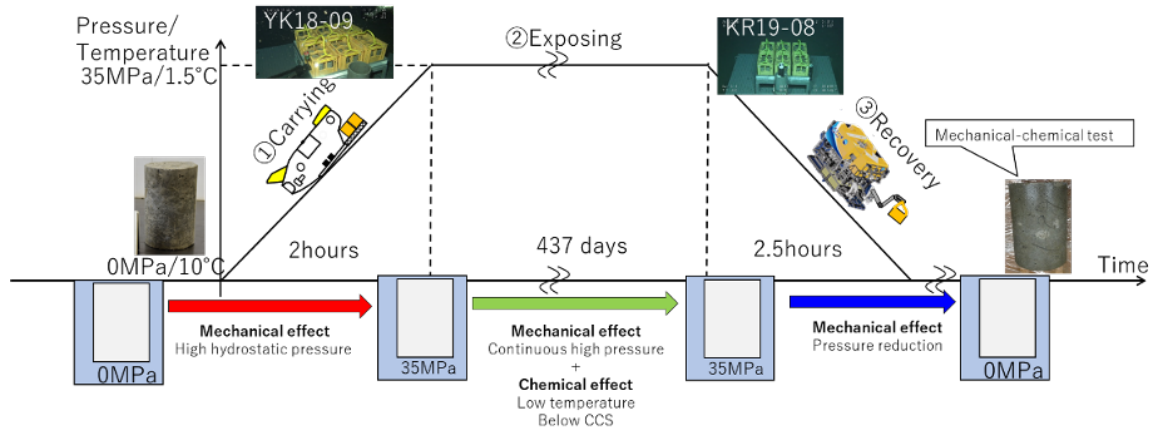 Pressure/
Temperature
35MPa/1.5°C
YK18-09
②Exposing
KR19-08
①Carrying
③Recovery
Mechanical-chemical test
0MPa/10°C
2hours
437 days
2.5hours
Time
0MPa
35MPa
35MPa
0MPa
Mechanical effect
High hydrostatic pressure
Mechanical effect
Continuous high pressure
+
Chemical effect
Low temperature
Below CCS
Mechanical effect
Pressure reduction